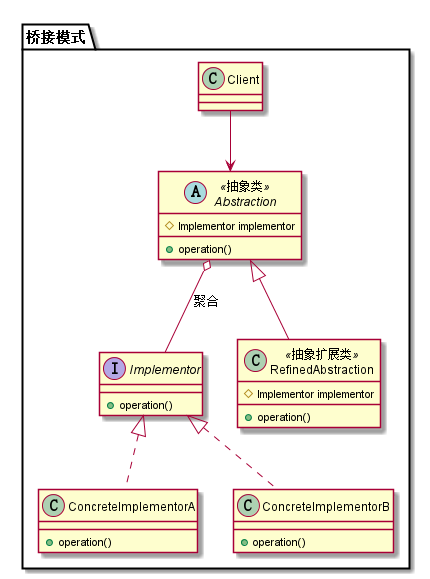 桥接模式
C Client
A «抽象类»
Abstraction
Implementor implementor
operation()
聚合
I Implementor
operation()
C «抽象扩展类»
RefinedAbstraction
Implementor implementor
operation()
C ConcreteImplementorA
operation()
C ConcreteImplementorB
operation()